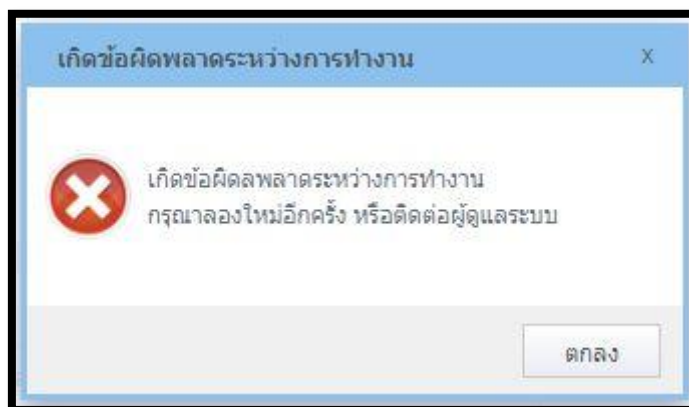 เกิดข้อผิดพลาดระหว่างการทำงาน
x
เกิดข้อผิดลพลาดระหว่างการทำงาน
กรุณาลองใหม่อีกครั้ง หรือติดต่อผู้ดูแลระบบ
ตกลง